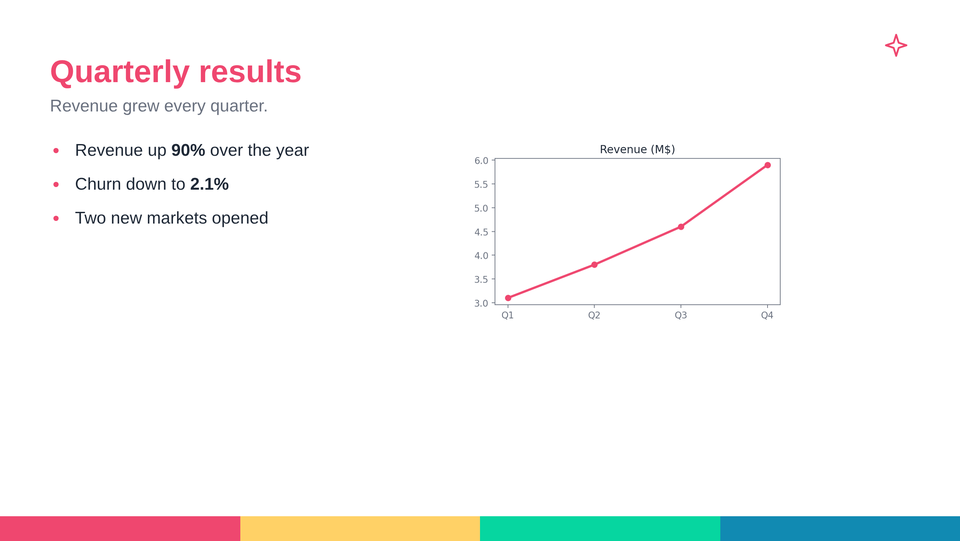 Quarterly results
Revenue grew every quarter.
• Revenue up 90% over the year
• Churn down to 2.1%
• Two new markets opened
Revenue (M$)
6.0
5.5
5.0
4.5
4.0
3.5
3.0
Q1 Q2 Q3 Q4